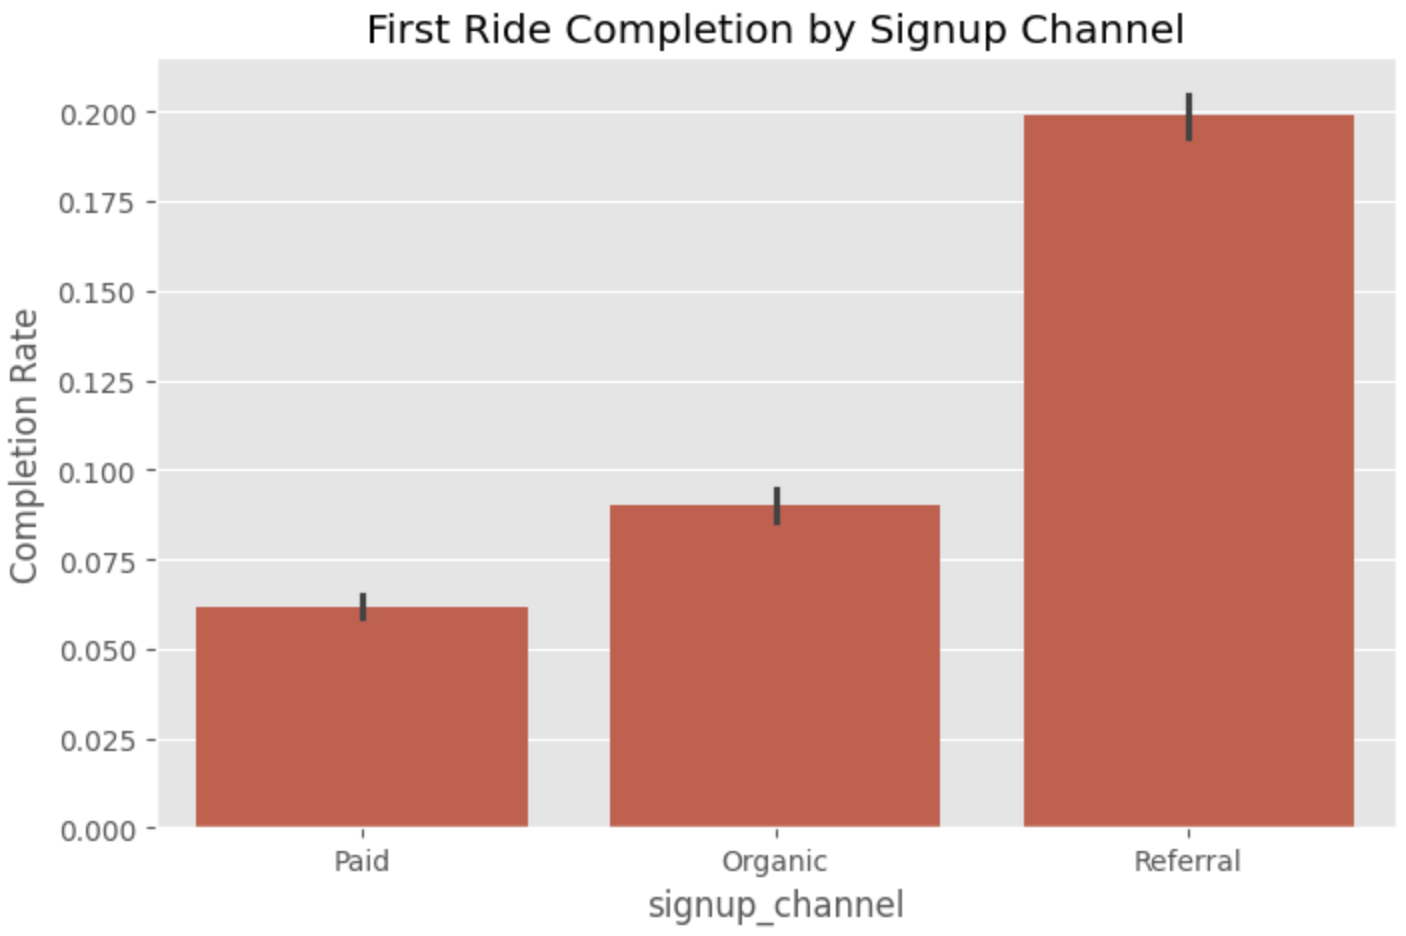 First Ride Completion by Signup Channel
Completion Rate
0.200
0.175
0.150
0.125
0.100
0.075
0.050
0.025
0.000
Paid Organic Referral
signup_channel